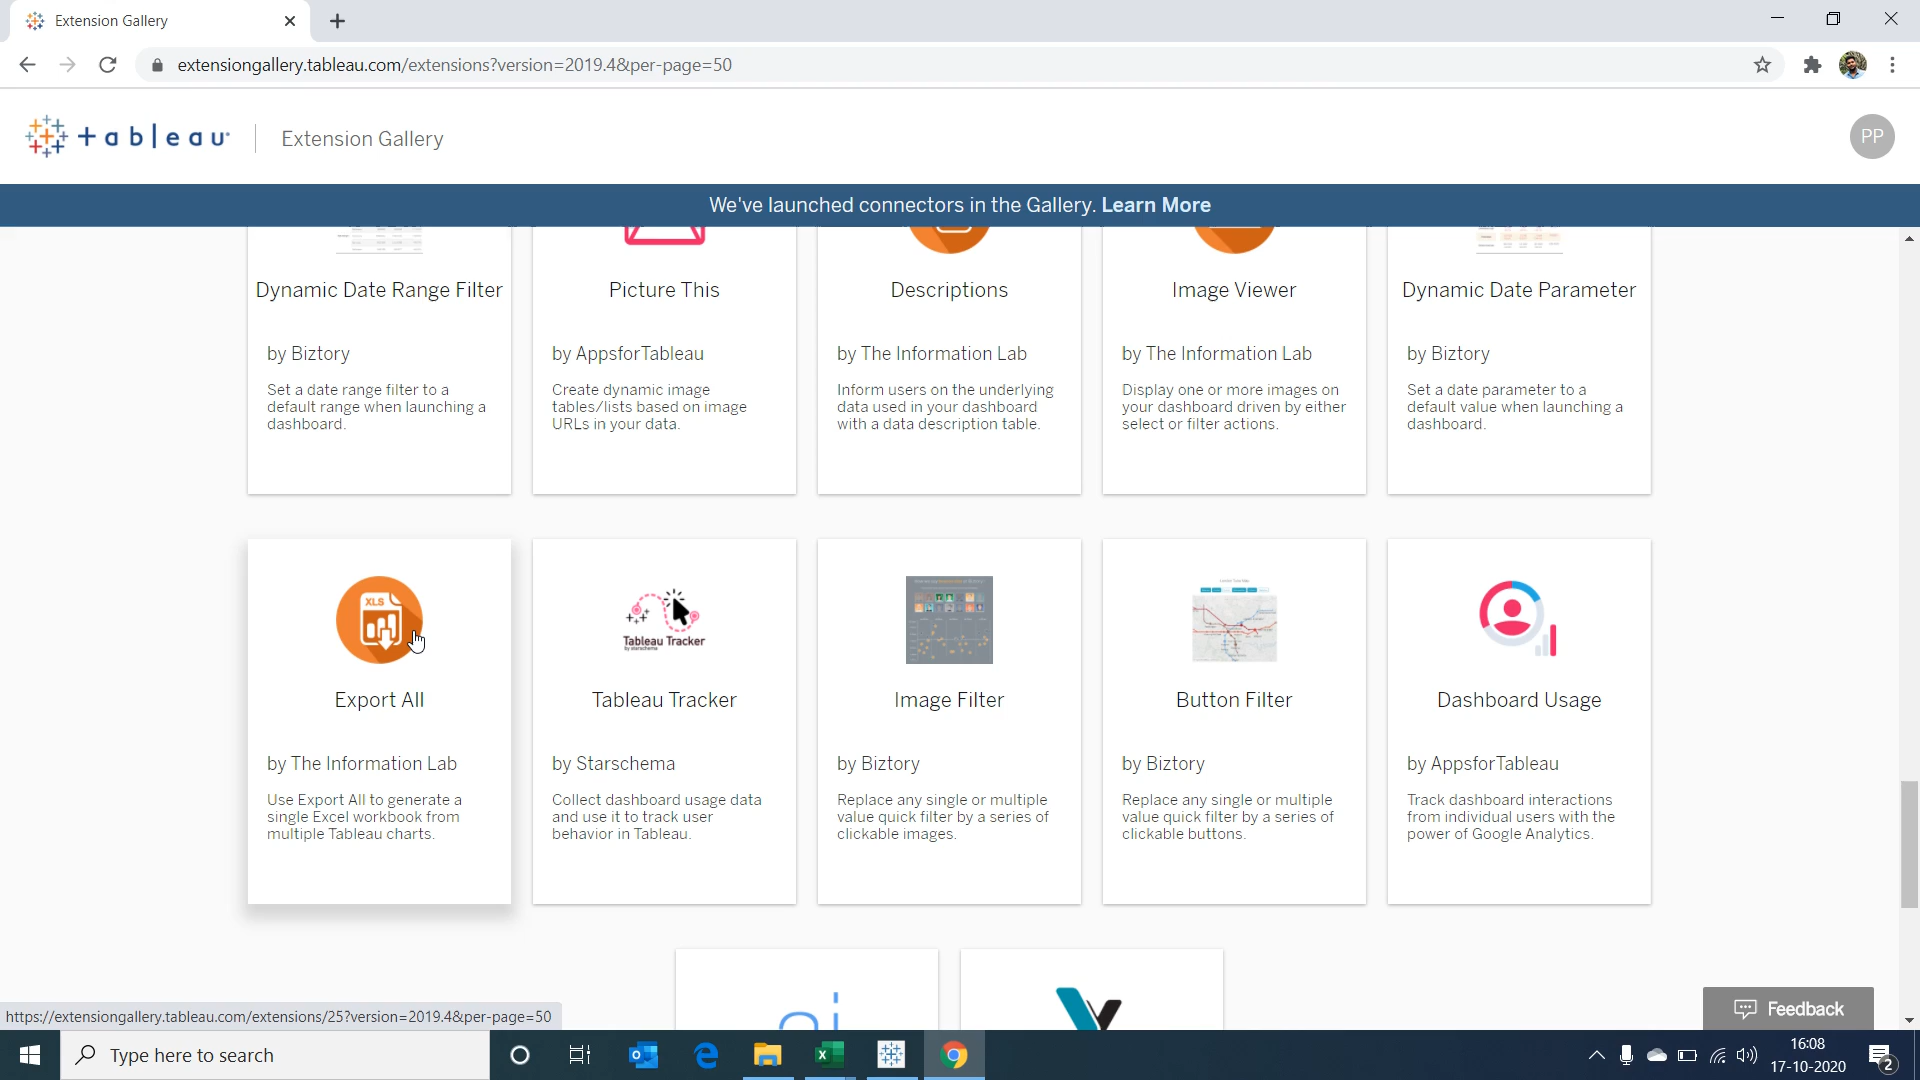 Extension Gallery
extensiongallery.tableau.com/extensions?version=2019.4&per-page=50
+ableau
Extension Gallery
PP
We've launched connectors in the Gallery. Learn More
Dynamic Date Range Filter
by Biztory
Set a date range filter to a
default range when launching a
dashboard.
Picture This
by AppsforTableau
Create dynamic image
tables/lists based on image
URLs in your data.
Descriptions
by The Information Lab
Inform users on the underlying
data used in your dashboard
with a data description table.
Image Viewer
by The Information Lab
Display one or more images on
your dashboard driven by either
select or filter actions.
Dynamic Date Parameter
by Biztory
Set a date parameter to a
default value when launching a
dashboard.
XLS
Export All
by The Information Lab
Use Export All to generate a
single Excel workbook from
multiple Tableau charts.
Tableau Tracker
by starschema
Tableau Tracker
by Starschema
Collect dashboard usage data
and use it to track user
behavior in Tableau.
Image Filter
by Biztory
Replace any single or multiple
value quick filter by a series of
clickable images.
Button Filter
by Biztory
Replace any single or multiple
value quick filter by a series of
clickable buttons.
Dashboard Usage
by AppsforTableau
Track dashboard interactions
from individual users with the
power of Google Analytics.
Feedback
https://extensiongallery.tableau.com/extensions/25?version=2019.4&per-page=50
Type here to search
16:08
17-10-2020
2